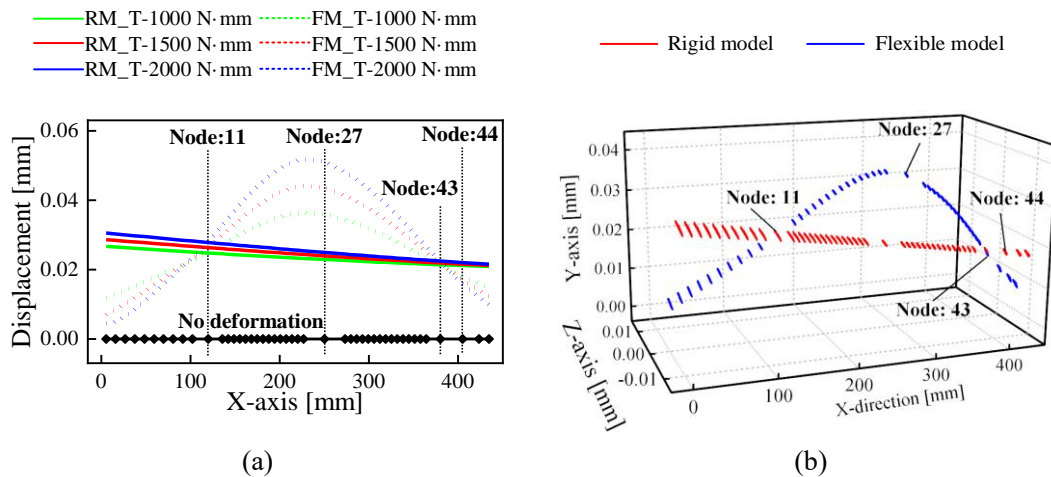 RM_T-1000 N·mm FM_T-1000 N·mm
RM_T-1500 N·mm FM_T-1500 N·mm
RM_T-2000 N·mm FM_T-2000 N·mm
Displacement [mm]
0.06
0.04
0.02
0.00
Node:11
Node:27
Node:44
Node:43
No deformation
0 100 200 300 400
X-axis [mm]
(a)
Rigid model Flexible model
Y-axis [mm]
0.04
0.03
0.02
0.01
0.00
Node: 27
Node: 11
Node: 44
Node: 43
Z-axis [mm]
0.01
0.00
-0.01
0 100 200 300 400
X-direction [mm]
(b)